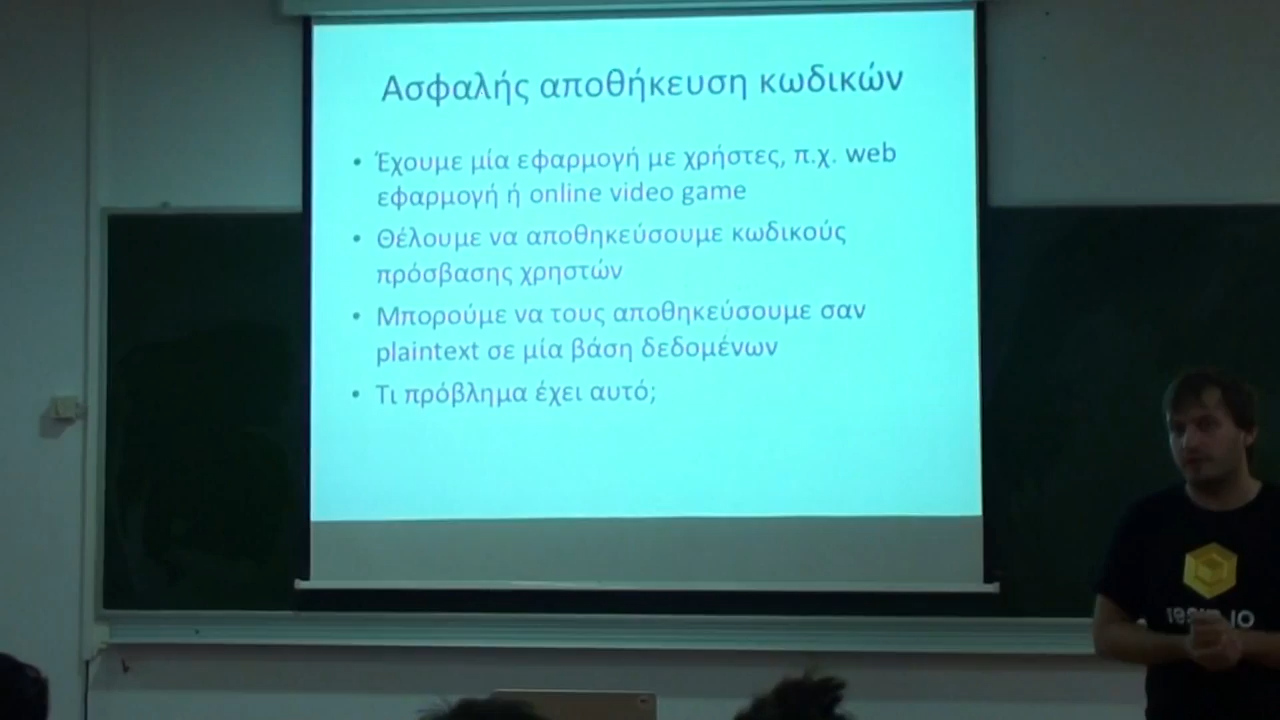 Ασφαλής αποθήκευση κωδικών
• Έχουμε μία εφαρμογή με χρήστες, π.χ. web
εφαρμογή ή online video game
• Θέλουμε να αποθηκεύσουμε κωδικούς
πρόσβασης χρηστών
• Μπορούμε να τους αποθηκεύσουμε σαν
plaintext σε μία βάση δεδομένων
• Τι πρόβλημα έχει αυτό;